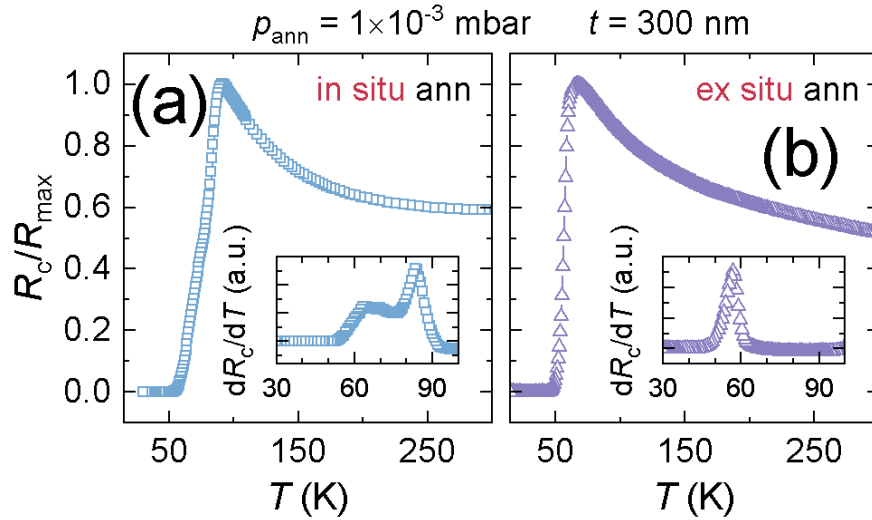 p_ann = 1×10⁻³ mbar t = 300 nm
(a) in situ ann
ex situ ann (b)
R_c/R_max
1.0
0.8
0.6
0.4
0.2
0.0
dR_c/dT (a.u.)
30 60 90
dR_c/dT (a.u.)
30 60 90
50 150 250
50 150 250
T (K)
T (K)